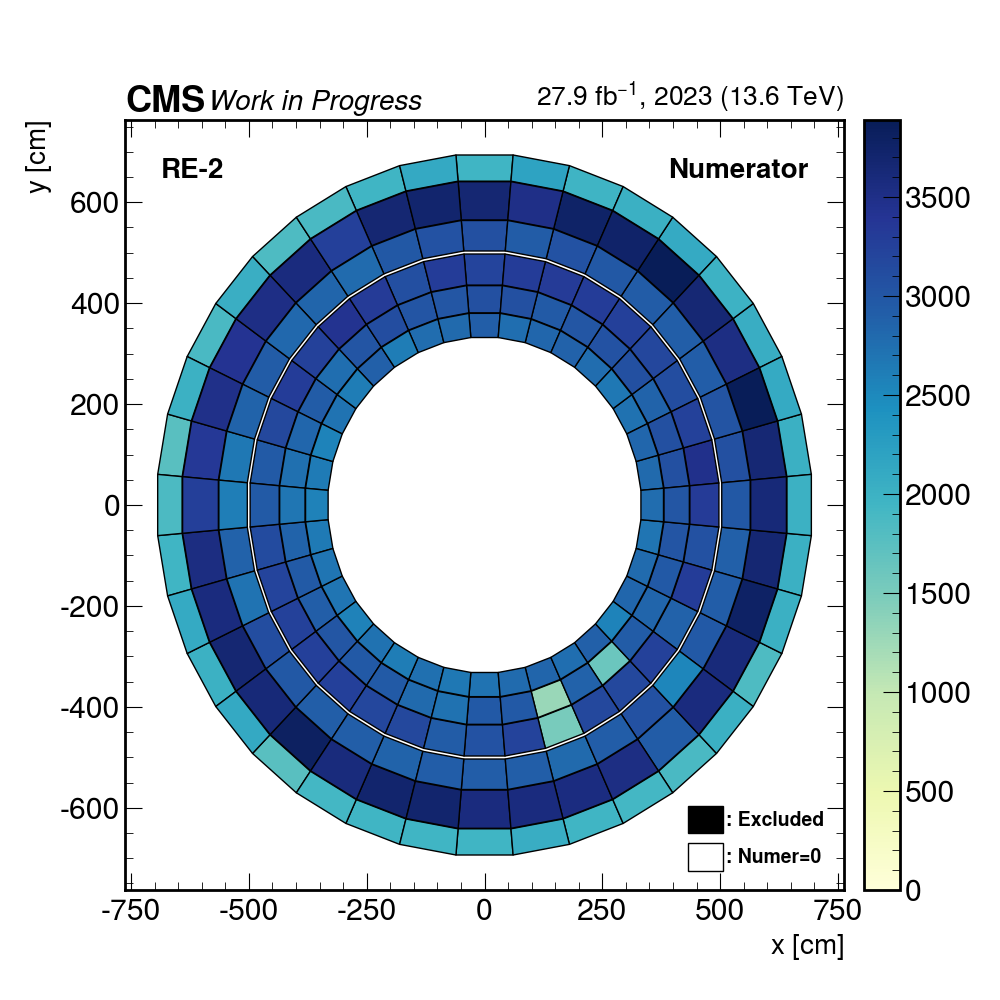 CMS Work in Progress 27.9 fb⁻¹, 2023 (13.6 TeV)
y [cm]
RE-2 Numerator
600
400
200
0
-200
-400
-600
: Excluded
: Numer=0
-750 -500 -250 0 250 500 750
x [cm]
3500
3000
2500
2000
1500
1000
500
0